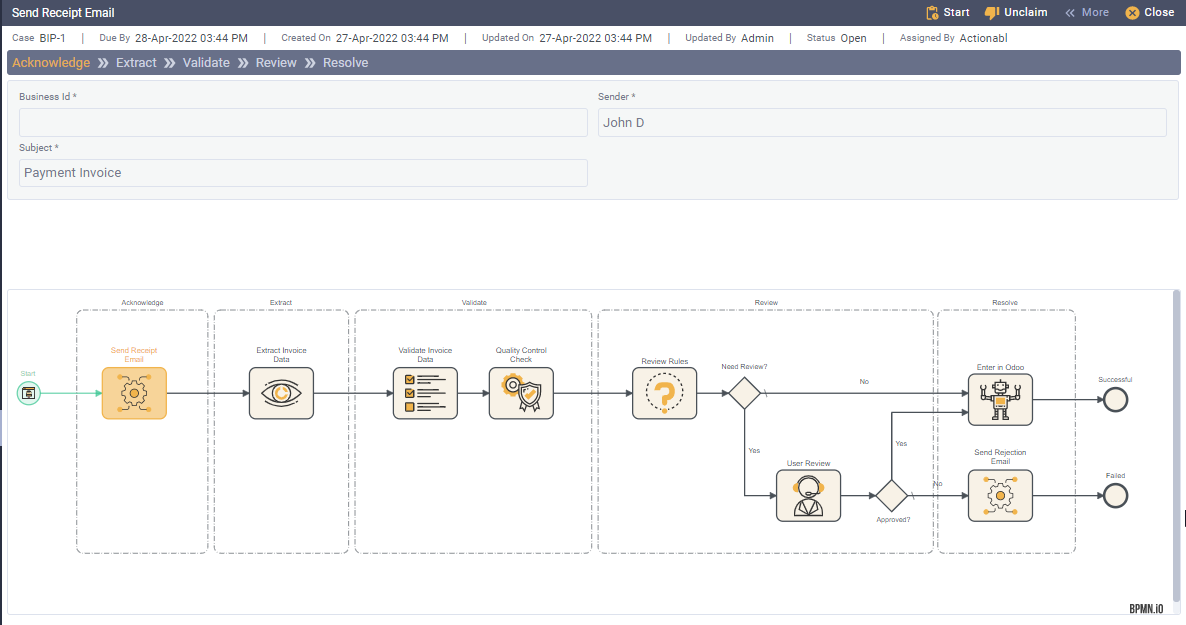 Send Receipt Email Start Unclaim More Close
Case BIP-1 | Due By 28-Apr-2022 03:44 PM | Created On 27-Apr-2022 03:44 PM | Updated On 27-Apr-2022 03:44 PM | Updated By Admin | Status Open | Assigned By Actionabl
Acknowledge » Extract » Validate » Review » Resolve
Business Id *
Sender *
John D
Subject *
Payment Invoice
Acknowledge
Extract
Validate
Review
Resolve
Start
Send Receipt
Email
Extract Invoice
Data
Validate Invoice
Data
Quality Control
Check
Review Rules
Need Review?
No
Yes
User Review
Approved?
Yes
No
Enter in Odoo
Successful
Send Rejection
Email
Failed
BPMN.iO